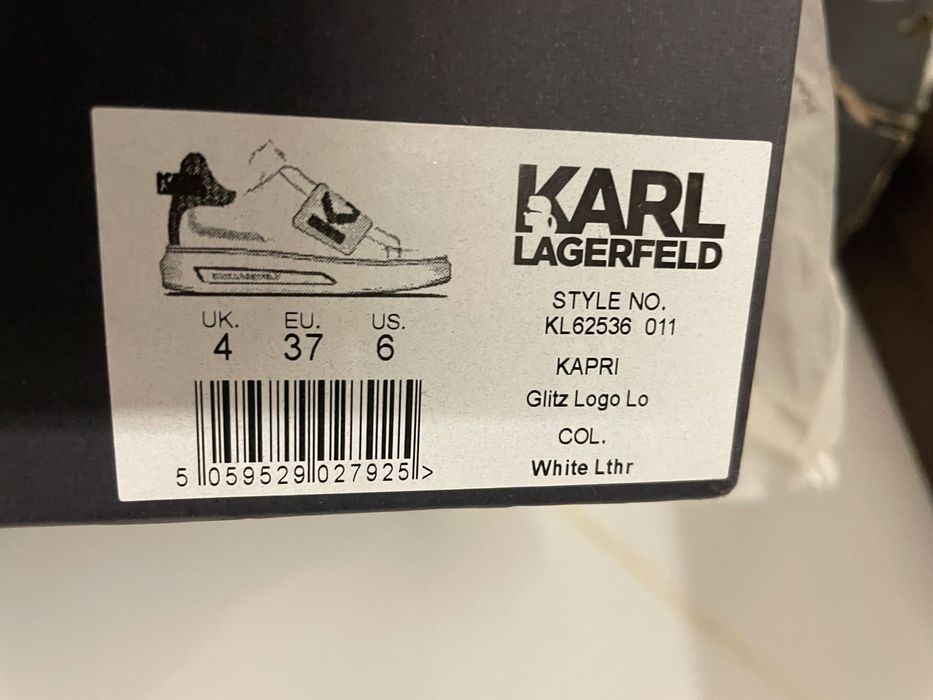 KARL
LAGERFELD
STYLE NO.
KL62536 011
KAPRI
Glitz Logo Lo
COL.
White Lthr
K
UK. EU. US.
4 37 6
5 059529 027925 >